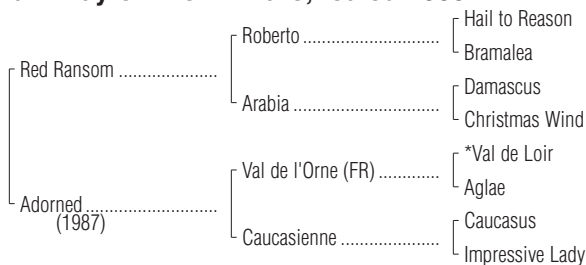 Hail to Reason
Roberto
Bramalea
Red Ransom
Damascus
Arabia
Christmas Wind
*Val de Loir
Val de l'Orne (FR)
Aglae
Adorned
(1987)
Caucasus
Caucasienne
Impressive Lady